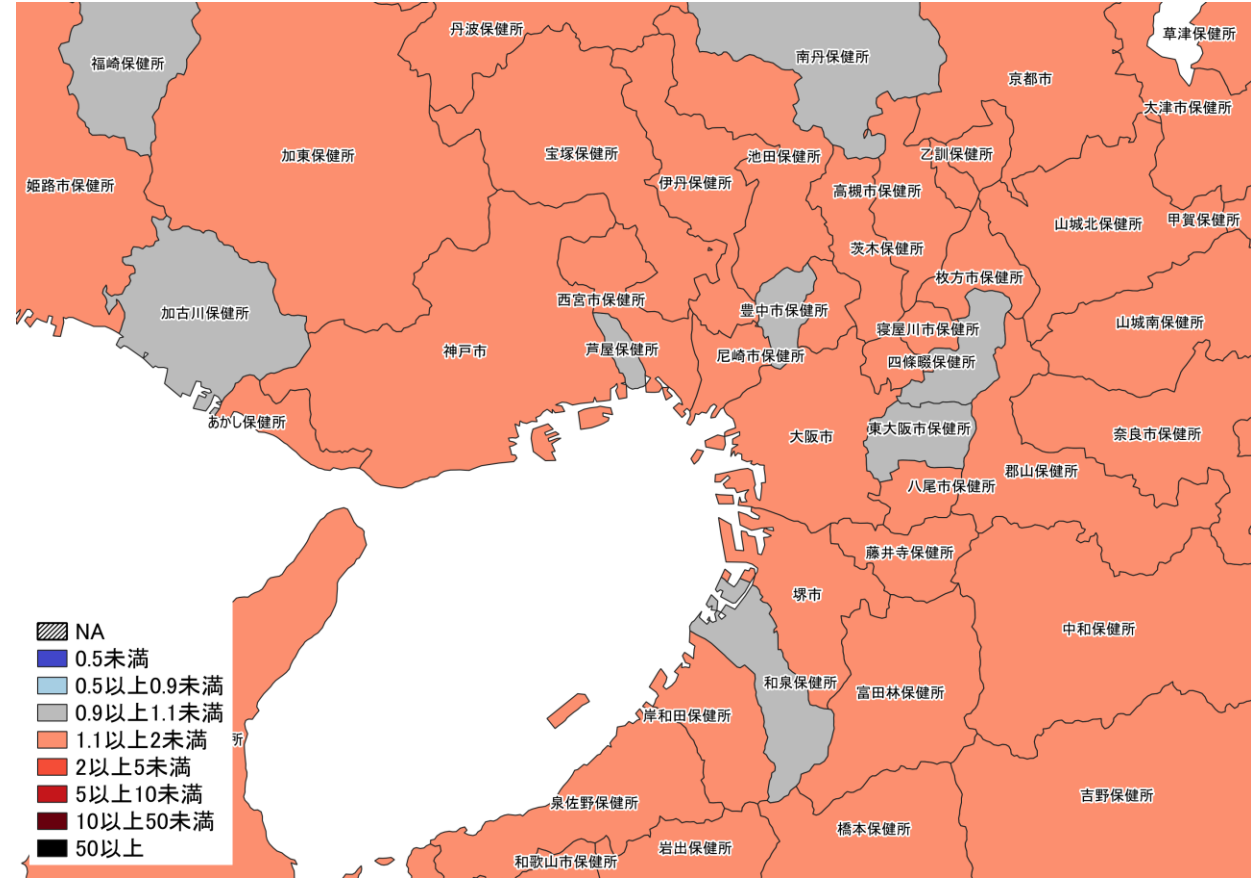 丹波保健所
草津保健所
福崎保健所
南丹保健所
京都市
大津市保健所
加東保健所
宝塚保健所
池田保健所
乙訓保健所
姫路市保健所
伊丹保健所
高槻市保健所
山城北保健所
甲賀保健所
茨木保健所
枚方市保健所
西宮市保健所
加古川保健所
豊中市保健所
山城南保健所
寝屋川市保健所
神戸市
芦屋保健所
尼崎市保健所
四條畷保健所
あかし保健所
大阪市
東大阪市保健所
奈良市保健所
郡山保健所
八尾市保健所
藤井寺保健所
堺市
中和保健所
和泉保健所
富田林保健所
岸和田保健所
所
泉佐野保健所
吉野保健所
橋本保健所
岩出保健所
和歌山市保健所
NA
0.5未満
0.5以上0.9未満
0.9以上1.1未満
1.1以上2未満
2以上5未満
5以上10未満
10以上50未満
50以上